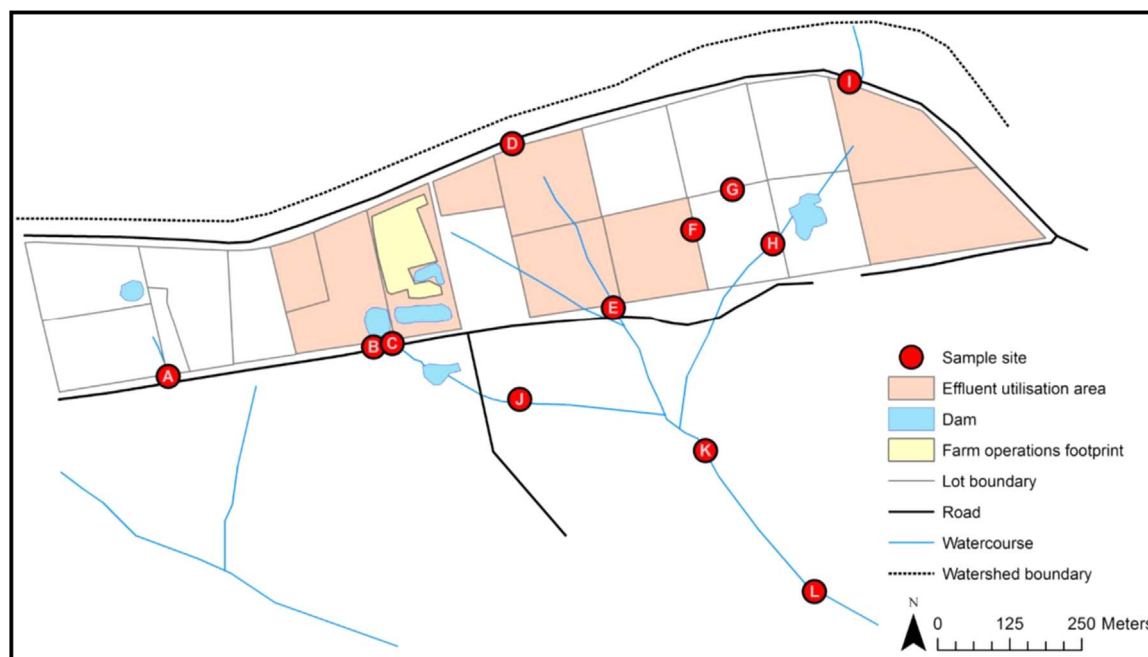 I
D
G
F
H
E
B
C
A
J
K
L
Sample site
Effluent utilisation area
Dam
Farm operations footprint
Lot boundary
Road
Watercourse
Watershed boundary
N
0 125 250 Meters